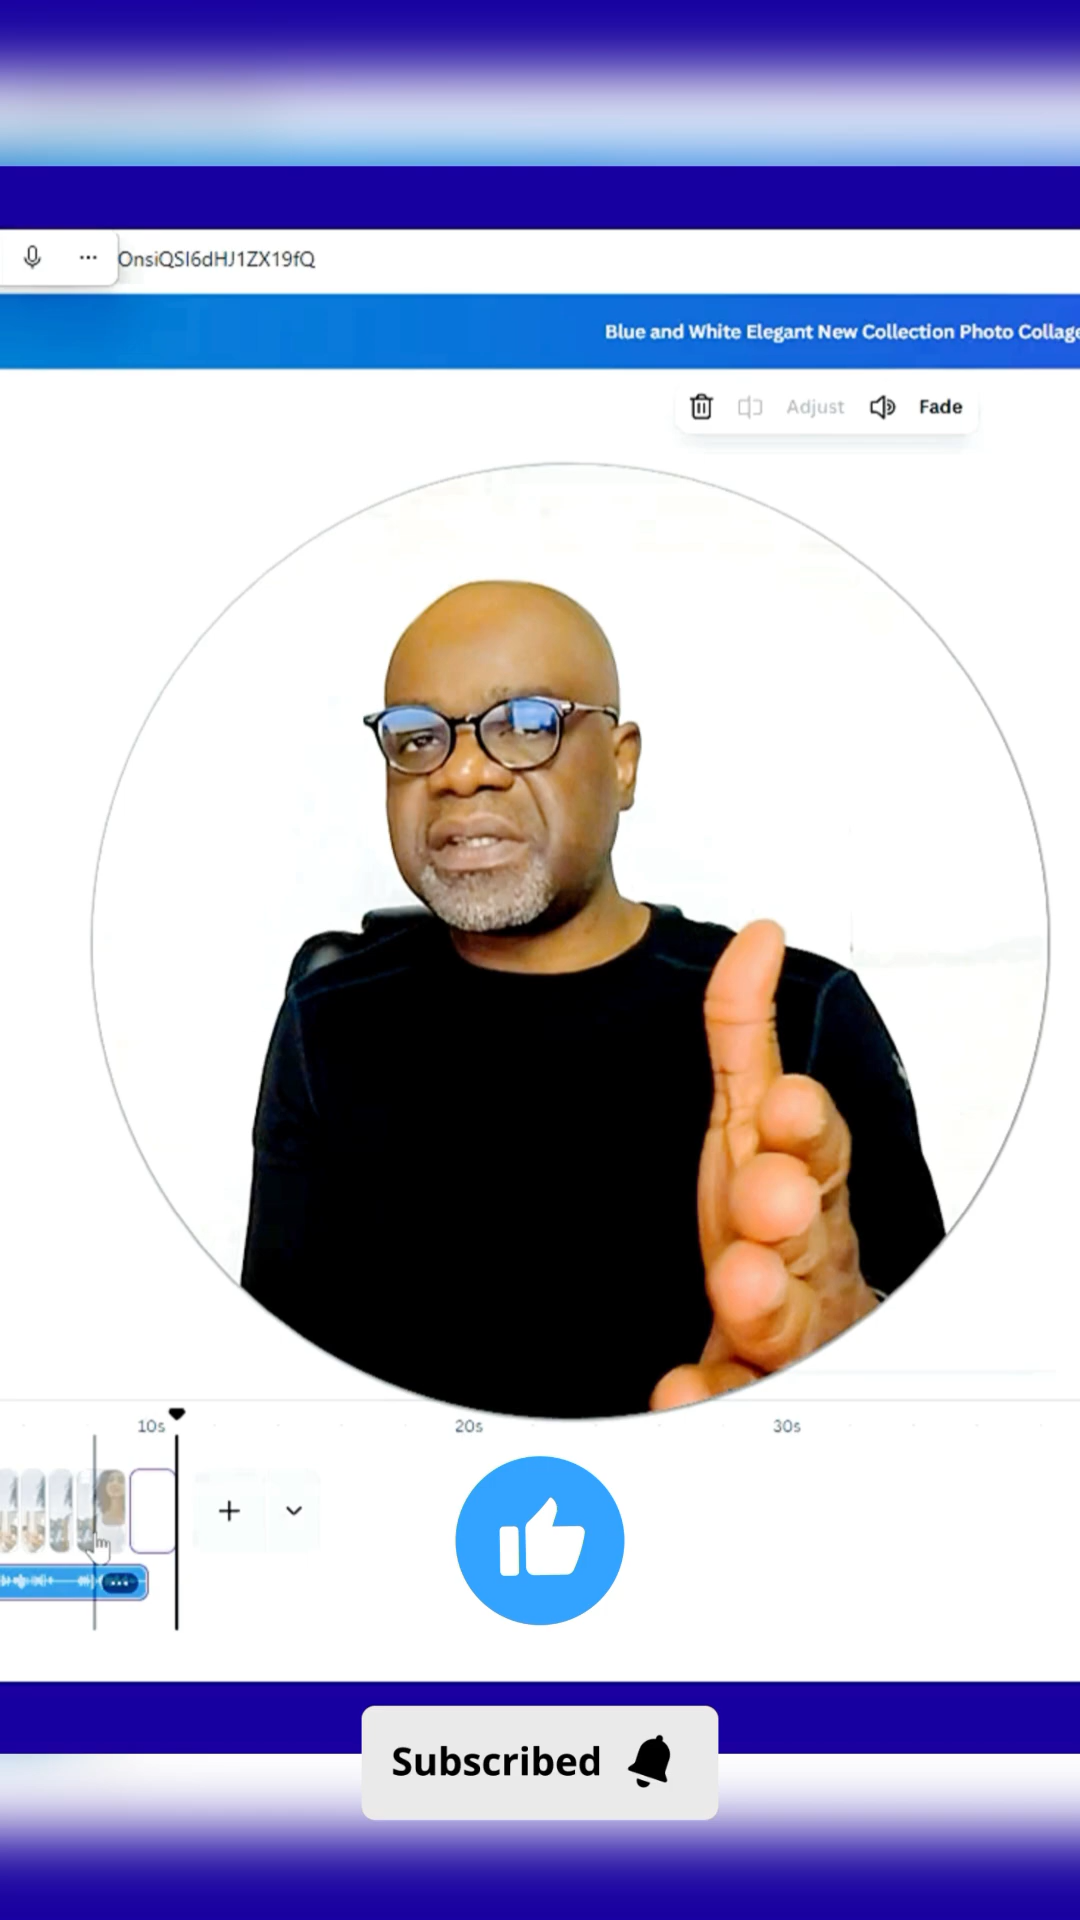 OnsiQSI6dHJ1ZX19fQ
Blue and White Elegant New Collection Photo Collage
Adjust Fade
10s 20s 30s
Subscribed